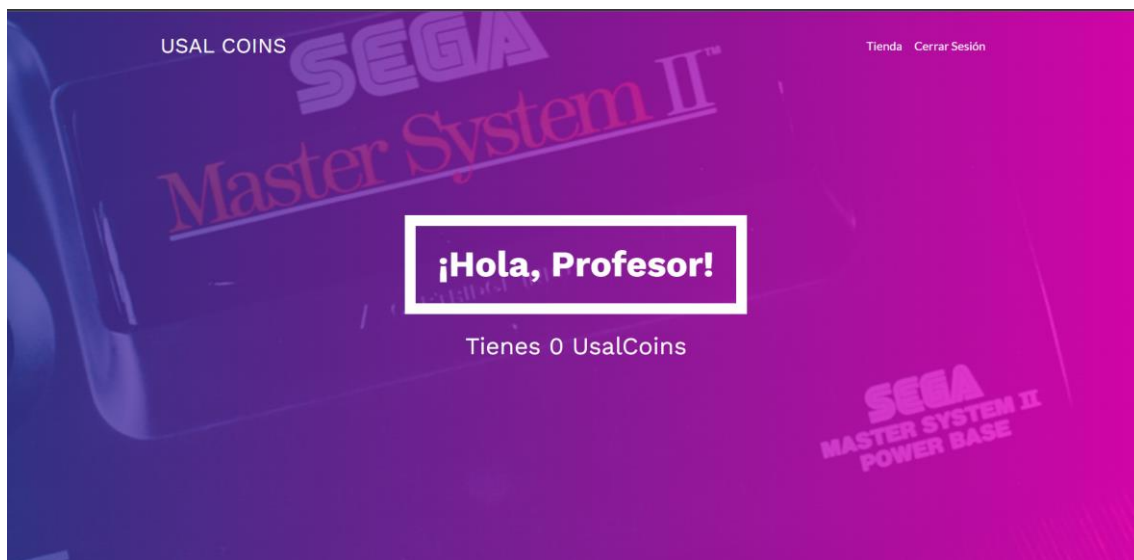 USAL COINS
Tienda Cerrar Sesión
SEGA
Master System II™
¡Hola, Profesor!
Tienes 0 UsalCoins
SEGA
MASTER SYSTEM II
POWER BASE